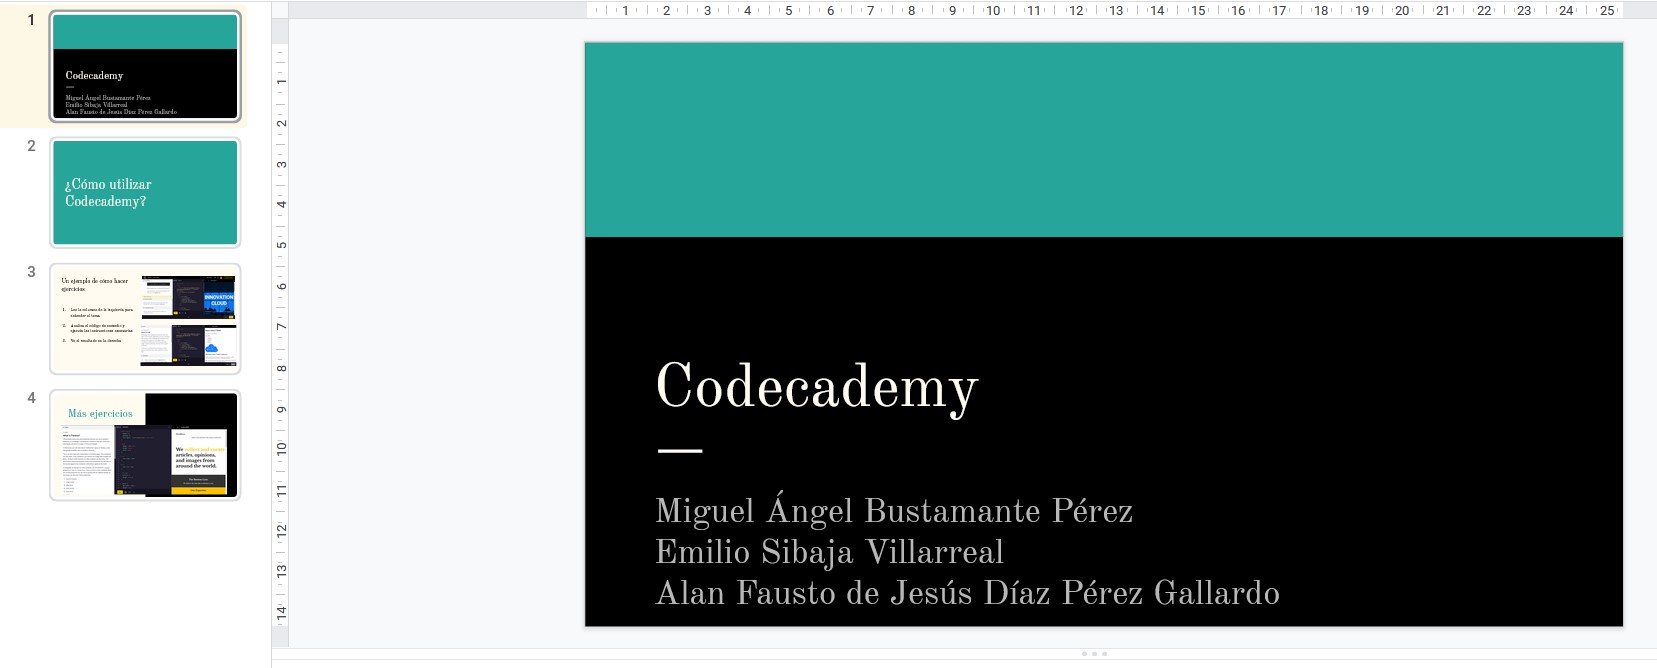 1
Codecademy
Miguel Ángel Bustamante Pérez
Emilio Sibaja Villarreal
Alan Fausto de Jesús Díaz Pérez Gallardo
2
¿Cómo utilizar
Codecademy?
3
Un ejemplo de cómo hacer
ejercicios
1. Lee la columna de la izquierda para
entender el tema
2. Analiza el código de ejemplo y
3. Ve el resultado en la derecha
INNOVATION
CLOUD
4
Más ejercicios
We collect and curate
articles, opinions,
and images from
around the world.
1 2 3 4 5 6 7 8 9 10 11 12 13 14 15 16 17 18 19 20 21 22 23 24 25
1
2
3
4
5
6
7
8
9
10
11
12
13
14
Codecademy
Miguel Ángel Bustamante Pérez
Emilio Sibaja Villarreal
Alan Fausto de Jesús Díaz Pérez Gallardo